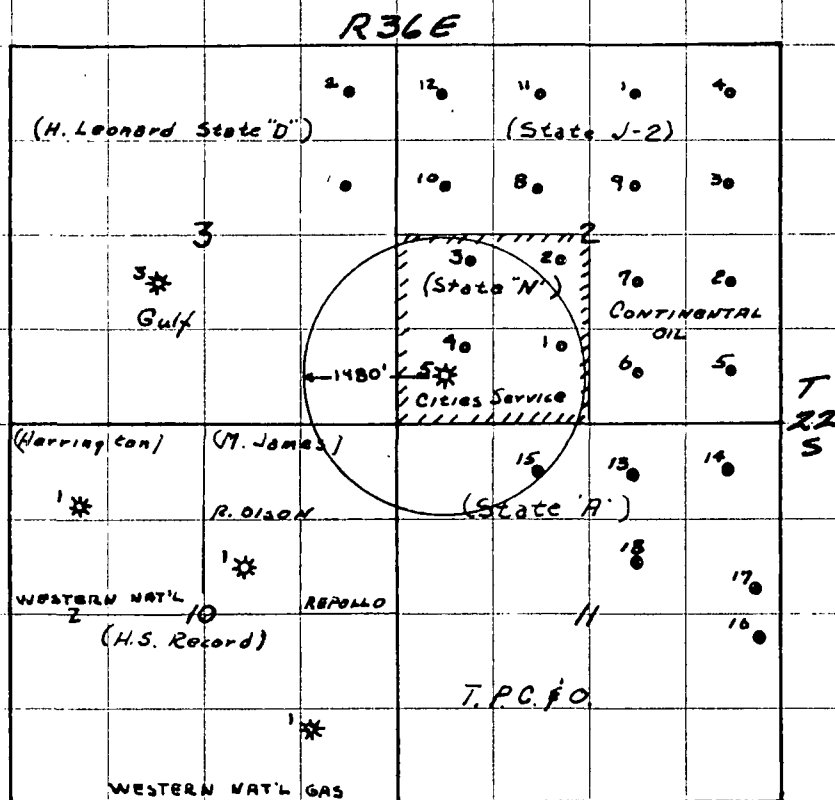 R36E
2 12 11 1 4
(H. Leonard State "D") (State J-2)
1 10 8 9 3
3 2
3 2
3 (State "N") 7 2
Gulf CONTINENTAL
OIL
4 1
1480' 5 6 5
Cities Service
T
22
S
(Harrington) (M. James)
15 13 14
1 R. OLSON (State "A")
1 18
17
WESTERN NAT'L REPOLLO
2 10 11 16
(H.S. Record)
T. P. C. & O.
1
WESTERN NAT'L GAS